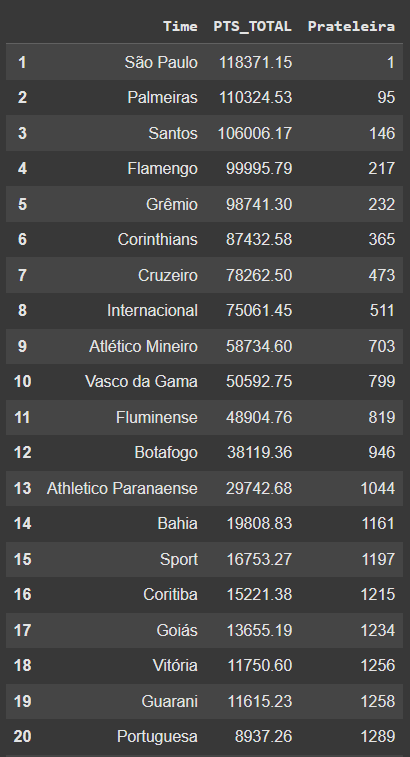 Time PTS_TOTAL Prateleira
1 São Paulo 118371.15 1
2 Palmeiras 110324.53 95
3 Santos 106006.17 146
4 Flamengo 99995.79 217
5 Grêmio 98741.30 232
6 Corinthians 87432.58 365
7 Cruzeiro 78262.50 473
8 Internacional 75061.45 511
9 Atlético Mineiro 58734.60 703
10 Vasco da Gama 50592.75 799
11 Fluminense 48904.76 819
12 Botafogo 38119.36 946
13 Athletico Paranaense 29742.68 1044
14 Bahia 19808.83 1161
15 Sport 16753.27 1197
16 Coritiba 15221.38 1215
17 Goiás 13655.19 1234
18 Vitória 11750.60 1256
19 Guarani 11615.23 1258
20 Portuguesa 8937.26 1289